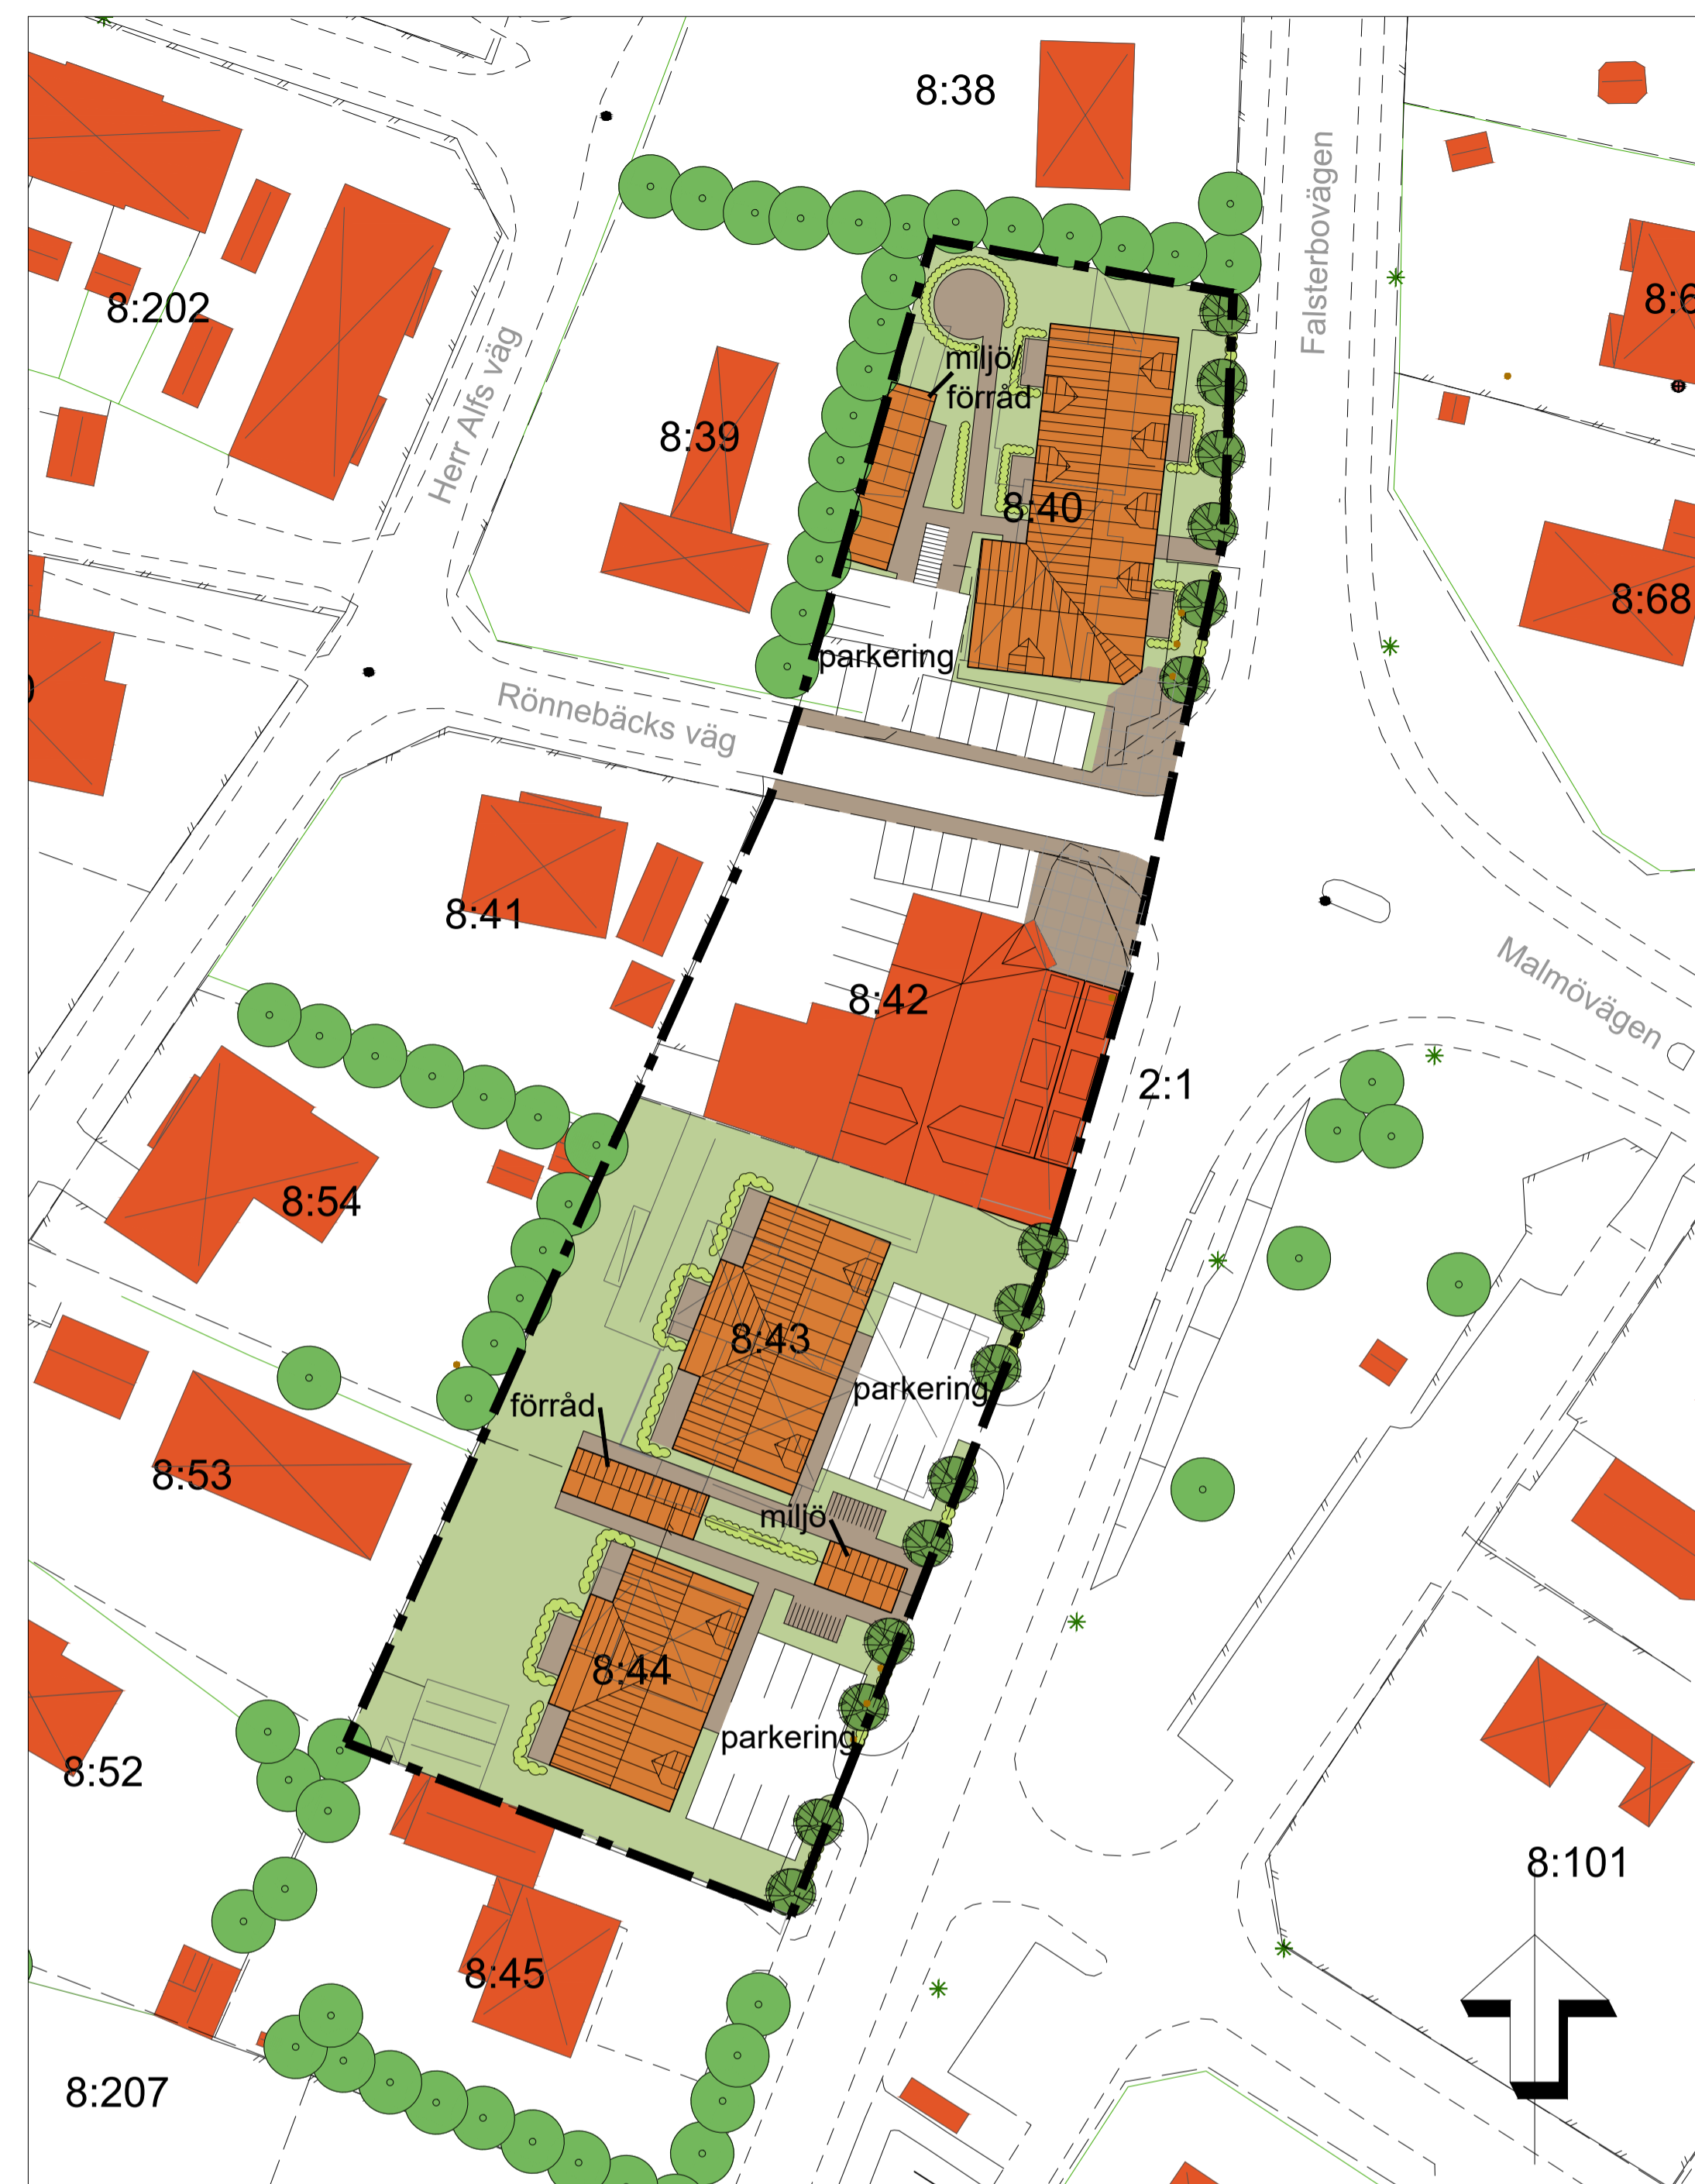 8:38
Falsterbovägen
8:202
8:6
Herr Alfs väg
miljö/
förråd
8:39
8:40
8:68
parkering
Rönnebäcks väg
8:41
Malmövägen
8:42
2:1
8:54
8:43
parkering
förråd
8:53
miljö
8:44
parkering
8:52
8:101
8:45
8:207